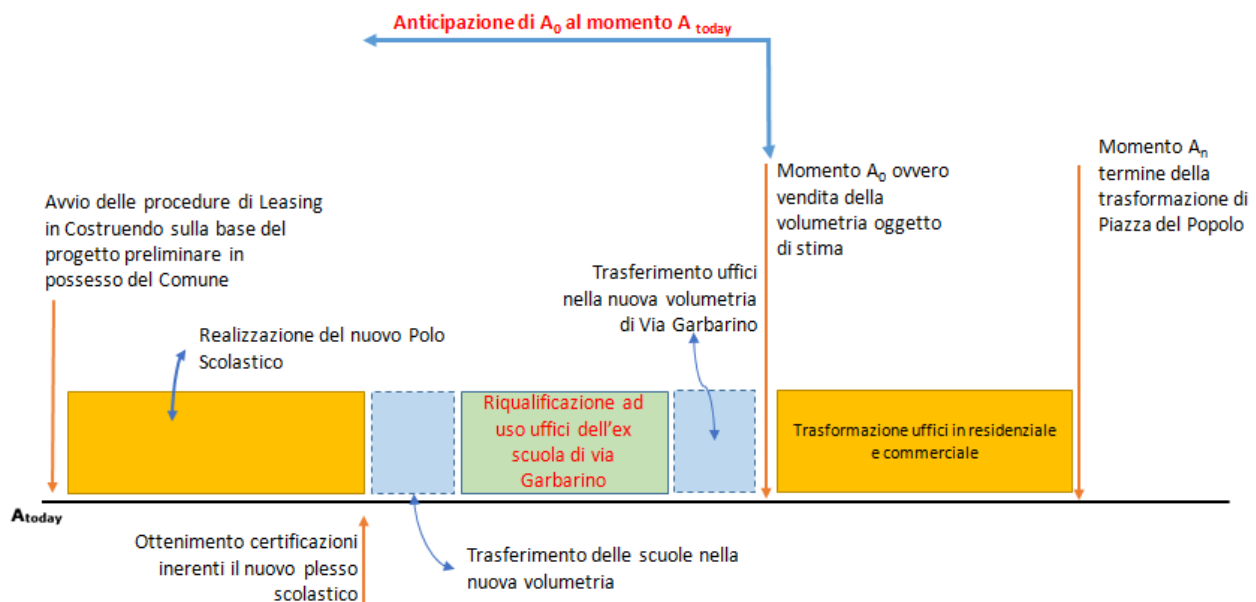 Anticipazione di A0 al momento A today
Avvio delle procedure di Leasing
in Costruendo sulla base del
progetto preliminare in
possesso del Comune
Realizzazione del nuovo Polo
Scolastico
Trasferimento uffici
nella nuova volumetria
di Via Garbarino
Momento A0 ovvero
vendita della
volumetria oggetto
di stima
Momento An
termine della
trasformazione di
Piazza del Popolo
Riqualificazione ad
uso uffici dell'ex
scuola di via
Garbarino
Trasformazione uffici in residenziale
e commerciale
Atoday
Ottenimento certificazioni
inerenti il nuovo plesso
scolastico
Trasferimento delle scuole nella
nuova volumetria